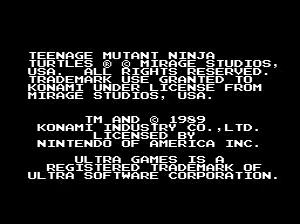 TEENAGE MUTANT NINJA
TURTLES ® © MIRAGE STUDIOS,
USA. ALL RIGHTS RESERVED.
TRADEMARK USE GRANTED TO
KONAMI UNDER LICENSE FROM
MIRAGE STUDIOS, USA.
TM AND © 1989
KONAMI INDUSTRY CO.,LTD.
LICENSED BY
NINTENDO OF AMERICA INC.
ULTRA GAMES IS A
REGISTERED TRADEMARK OF
ULTRA SOFTWARE CORPORATION.